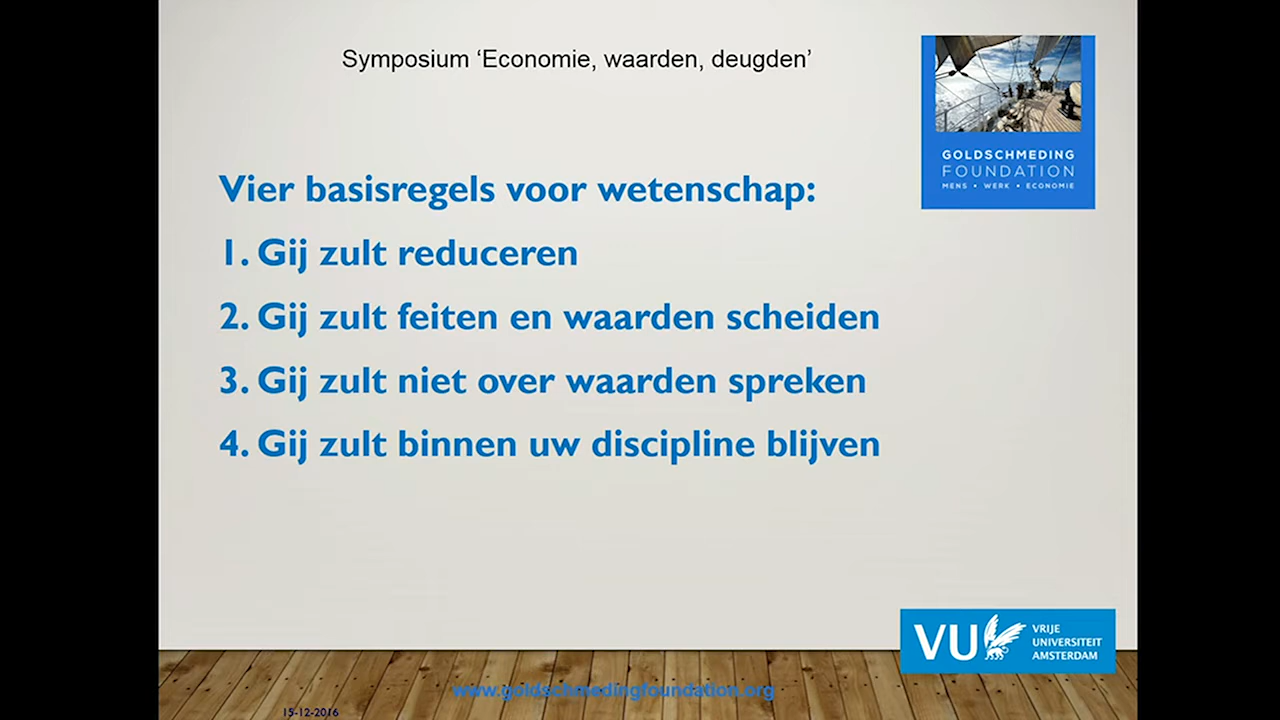 Symposium ‘Economie, waarden, deugden’
GOLDSCHMEDING
FOUNDATION
MENS • WERK • ECONOMIE
Vier basisregels voor wetenschap:
1. Gij zult reduceren
2. Gij zult feiten en waarden scheiden
3. Gij zult niet over waarden spreken
4. Gij zult binnen uw discipline blijven
VU
VRIJE
UNIVERSITEIT
AMSTERDAM
www.goldschmedingfoundation.org
15-12-2016